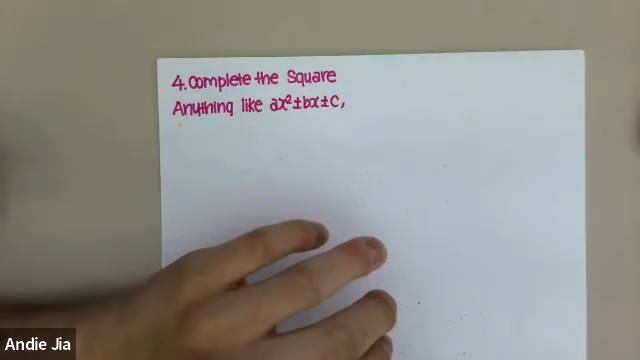 4. Complete the Square
Anything like ax²±bx±c,
Andie Jia